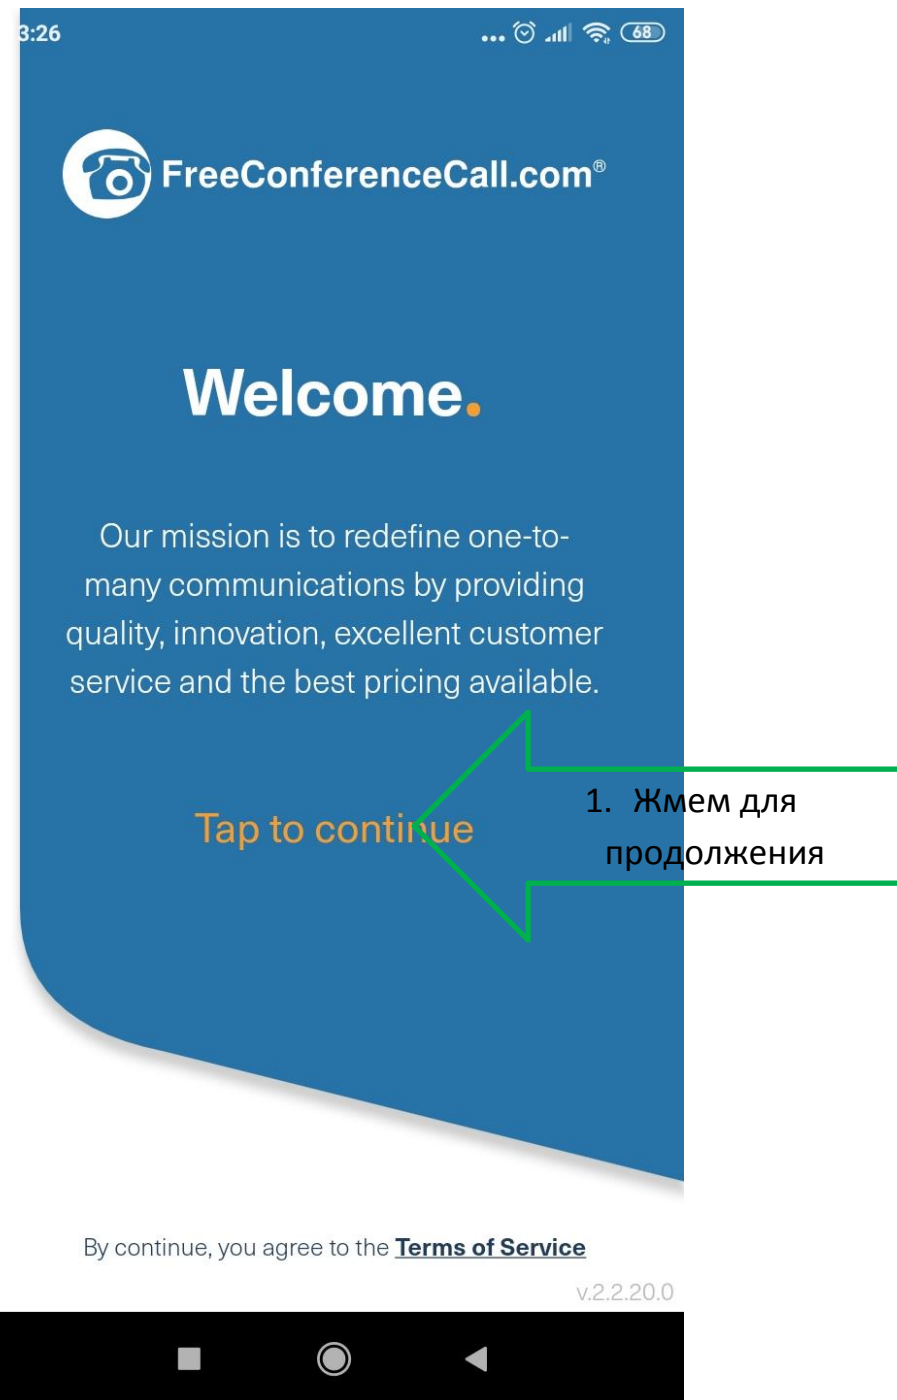 3:26
68
FreeConferenceCall.com®
Welcome.
Our mission is to redefine one-to-
many communications by providing
quality, innovation, excellent customer
service and the best pricing available.
Tap to continue
1. Жмем для
продолжения
By continue, you agree to the Terms of Service
v.2.2.20.0